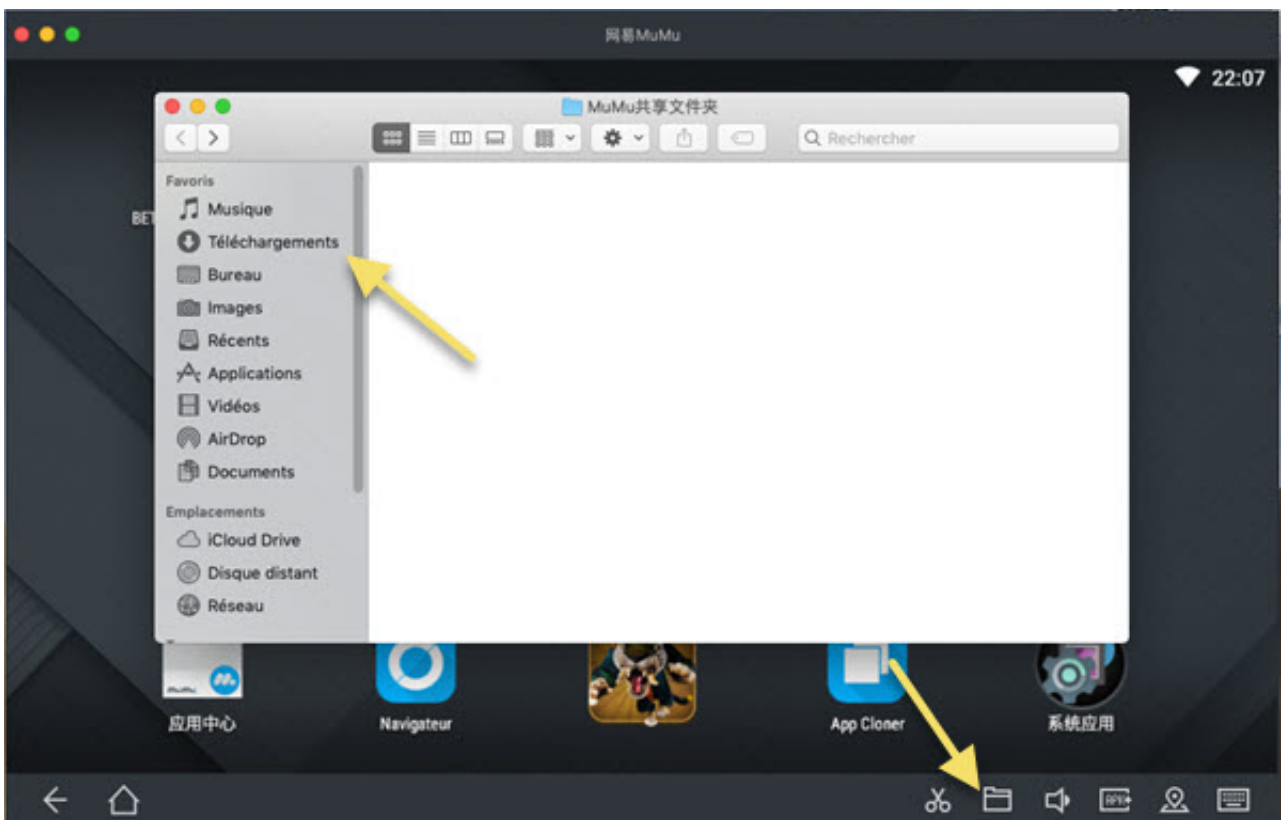 网易MuMu
22:07
MuMu共享文件夹
Rechercher
Favoris
BET
Musique
Téléchargements
Bureau
Images
Récents
Applications
Vidéos
AirDrop
Documents
Emplacements
iCloud Drive
Disque distant
Réseau
应用中心
Navigateur
App Cloner
系统应用
APK